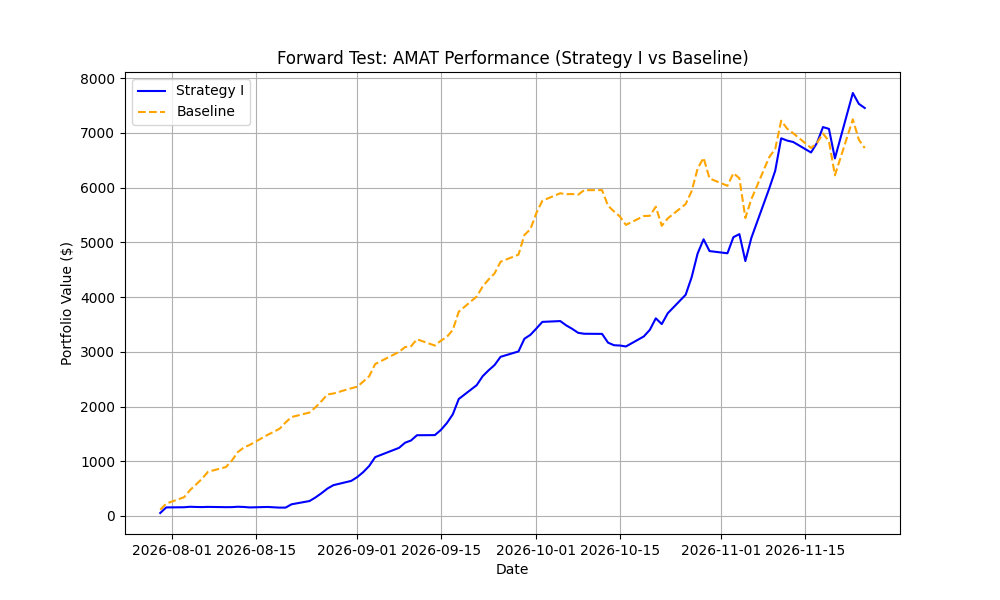 Forward Test: AMAT Performance (Strategy I vs Baseline)
Strategy I
Baseline
Portfolio Value ($)
8000
7000
6000
5000
4000
3000
2000
1000
0
2026-08-01 2026-08-15 2026-09-01 2026-09-15 2026-10-01 2026-10-15 2026-11-01 2026-11-15
Date